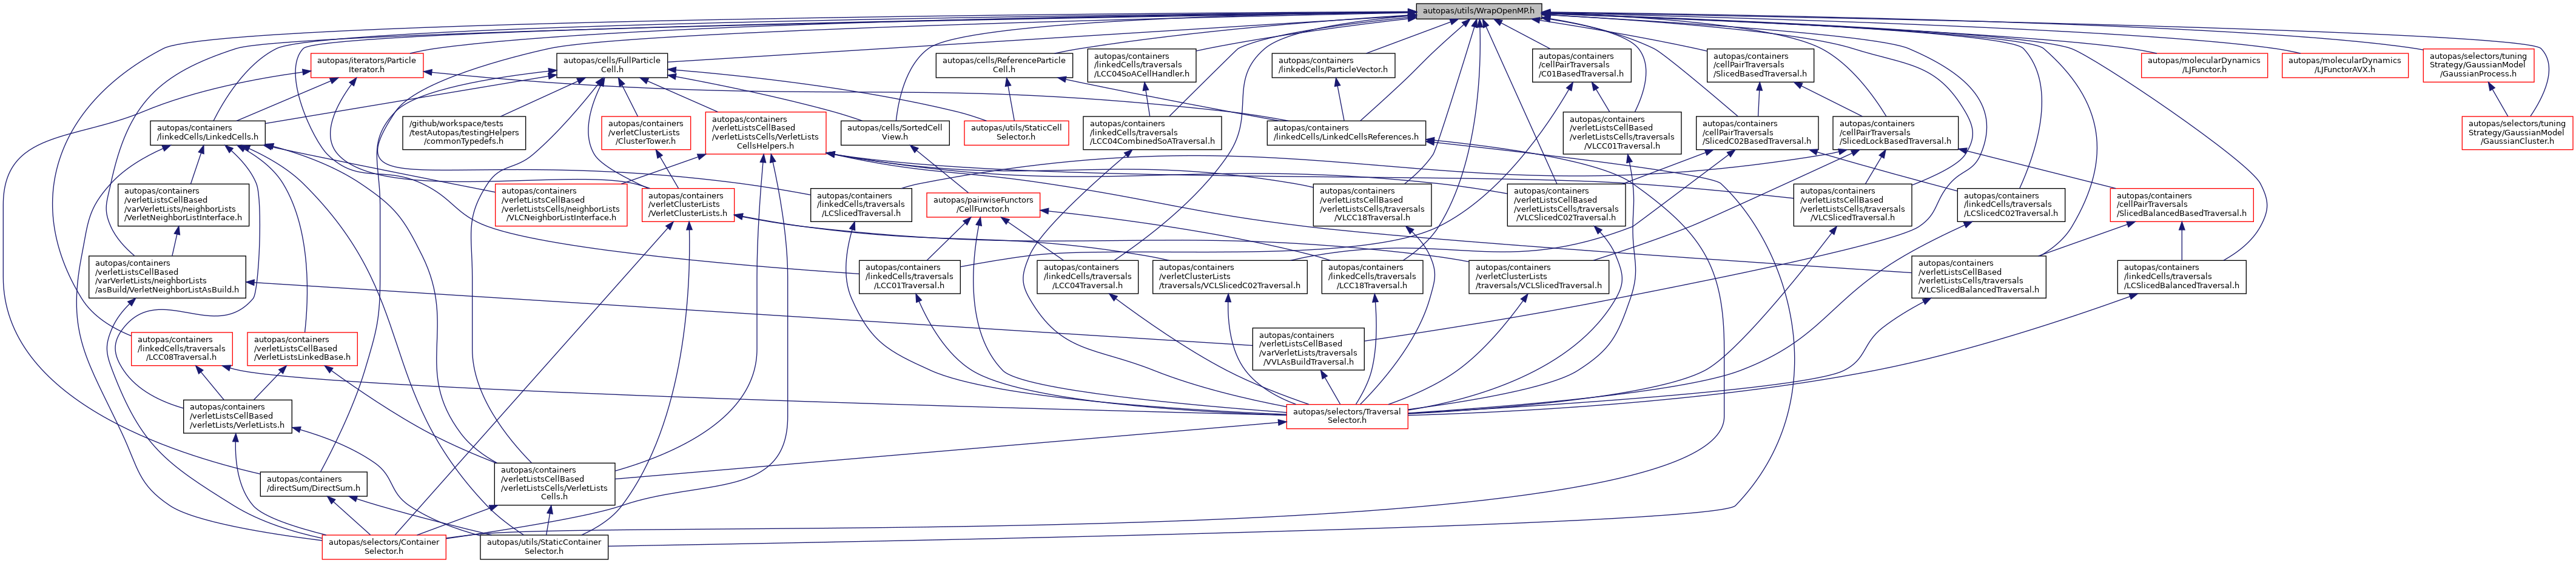 autopas/utils/WrapOpenMP.h
autopas/iterators/Particle
Iterator.h
autopas/cells/FullParticle
Cell.h
autopas/cells/ReferenceParticle
Cell.h
autopas/containers
/linkedCells/traversals
/LCC04SoACellHandler.h
autopas/containers
/linkedCells/ParticleVector.h
autopas/containers
/cellPairTraversals
/C01BasedTraversal.h
autopas/containers
/cellPairTraversals
/SlicedBasedTraversal.h
autopas/molecularDynamics
/LJFunctor.h
autopas/molecularDynamics
/LJFunctorAVX.h
autopas/selectors/tuning
Strategy/GaussianModel
/GaussianProcess.h
autopas/containers
/linkedCells/LinkedCells.h
/github/workspace/tests
/testAutopas/testingHelpers
/commonTypedefs.h
autopas/containers
/verletClusterLists
/ClusterTower.h
autopas/containers
/verletListsCellBased
/verletListsCells/VerletLists
CellsHelpers.h
autopas/cells/SortedCell
View.h
autopas/utils/StaticCell
Selector.h
autopas/containers
/linkedCells/traversals
/LCC04CombinedSoATraversal.h
autopas/containers
/linkedCells/LinkedCellsReferences.h
autopas/containers
/verletListsCellBased
/verletListsCells/traversals
/VLCC01Traversal.h
autopas/containers
/cellPairTraversals
/SlicedC02BasedTraversal.h
autopas/containers
/cellPairTraversals
/SlicedLockBasedTraversal.h
autopas/selectors/tuning
Strategy/GaussianModel
/GaussianCluster.h
autopas/containers
/verletListsCellBased
/varVerletLists/neighborLists
/VerletNeighborListInterface.h
autopas/containers
/verletListsCellBased
/verletListsCells/neighborLists
/VLCNeighborListInterface.h
autopas/containers
/verletClusterLists
/VerletClusterLists.h
autopas/containers
/linkedCells/traversals
/LCSlicedTraversal.h
autopas/pairwiseFunctors
/CellFunctor.h
autopas/containers
/verletListsCellBased
/verletListsCells/traversals
/VLCC18Traversal.h
autopas/containers
/verletListsCellBased
/verletListsCells/traversals
/VLCSlicedC02Traversal.h
autopas/containers
/verletListsCellBased
/verletListsCells/traversals
/VLCSlicedTraversal.h
autopas/containers
/linkedCells/traversals
/LCSlicedC02Traversal.h
autopas/containers
/cellPairTraversals
/SlicedBalancedBasedTraversal.h
autopas/containers
/verletListsCellBased
/varVerletLists/neighborLists
/asBuild/VerletNeighborListAsBuild.h
autopas/containers
/linkedCells/traversals
/LCC01Traversal.h
autopas/containers
/linkedCells/traversals
/LCC04Traversal.h
autopas/containers
/verletClusterLists
/traversals/VCLSlicedC02Traversal.h
autopas/containers
/linkedCells/traversals
/LCC18Traversal.h
autopas/containers
/verletClusterLists
/traversals/VCLSlicedTraversal.h
autopas/containers
/verletListsCellBased
/verletListsCells/traversals
/VLCSlicedBalancedTraversal.h
autopas/containers
/linkedCells/traversals
/LCSlicedBalancedTraversal.h
autopas/containers
/linkedCells/traversals
/LCC08Traversal.h
autopas/containers
/verletListsCellBased
/VerletListsLinkedBase.h
autopas/containers
/verletListsCellBased
/varVerletLists/traversals
/VVLAsBuildTraversal.h
autopas/containers
/verletListsCellBased
/verletLists/VerletLists.h
autopas/selectors/Traversal
Selector.h
autopas/containers
/directSum/DirectSum.h
autopas/containers
/verletListsCellBased
/verletListsCells/VerletLists
Cells.h
autopas/selectors/Container
Selector.h
autopas/utils/StaticContainer
Selector.h